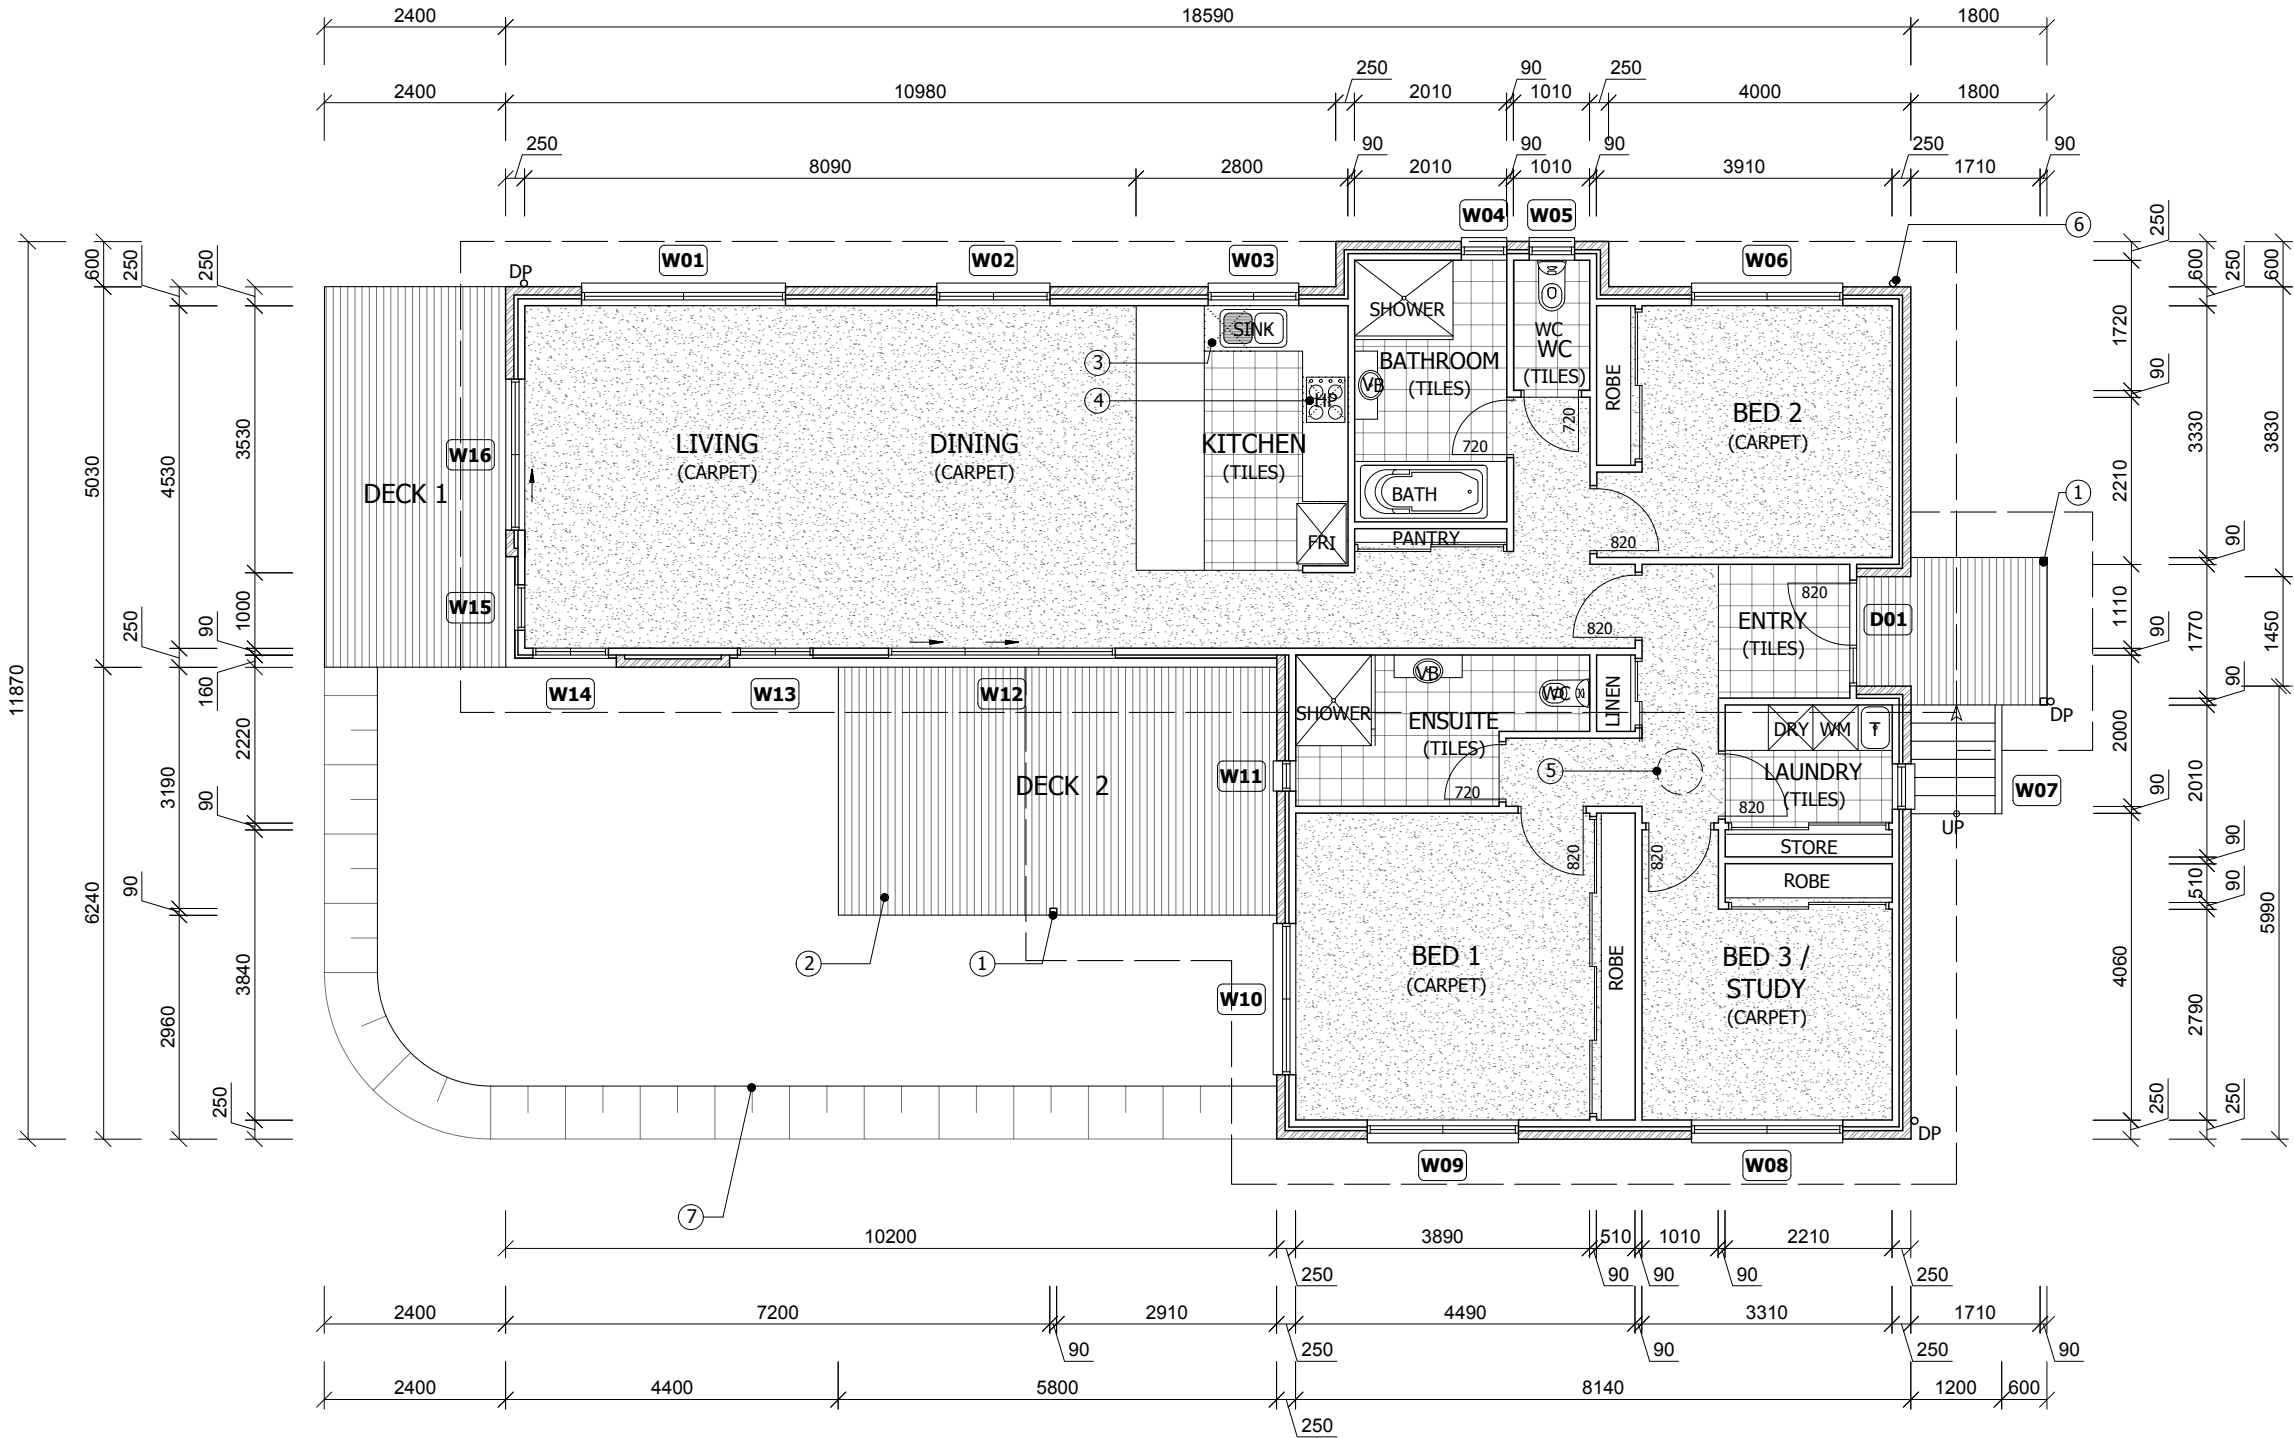 2400
18590
1800
250
90
250
2400
10980
2010
1010
4000
1800
250
90
90
90
250
90
8090
2800
2010
1010
3910
1710
W04
W05
6
W01
W02
W03
W06
DP
600
250
250
250
600
250
600
SHOWER
SINK
WC
WC
(TILES)
1720
3
4
BATHROOM
(TILES)
VB
HP
ROBE
90
BED 2
(CARPET)
3530
3330
3830
720
720
LIVING
(CARPET)
DINING
(CARPET)
KITCHEN
(TILES)
W16
5030
4530
DECK 1
BATH
2210
1
FRI
PANTRY
820
90
W15
1000
90
250
820
820
ENTRY
(TILES)
D01
1110
90
1770
1450
11870
160
W14
W13
W12
SHOWER
VB
WC
ENSUITE
(TILES)
LINEN
DP
90
DRY
WM
T
2220
2000
3190
DECK 2
W11
5
LAUNDRY
(TILES)
W07
90
720
820
90
2010
UP
STORE
ROBE
820
820
90
510
90
6240
90
2
1
BED 1
(CARPET)
ROBE
BED 3 /
STUDY
(CARPET)
W10
3840
2960
4060
2790
5990
250
250
250
DP
W09
W08
7
10200
3890
510
1010
2210
250
90
90
90
250
2400
7200
2910
4490
3310
1710
90
250
90
250
90
2400
4400
5800
8140
1200
600
250